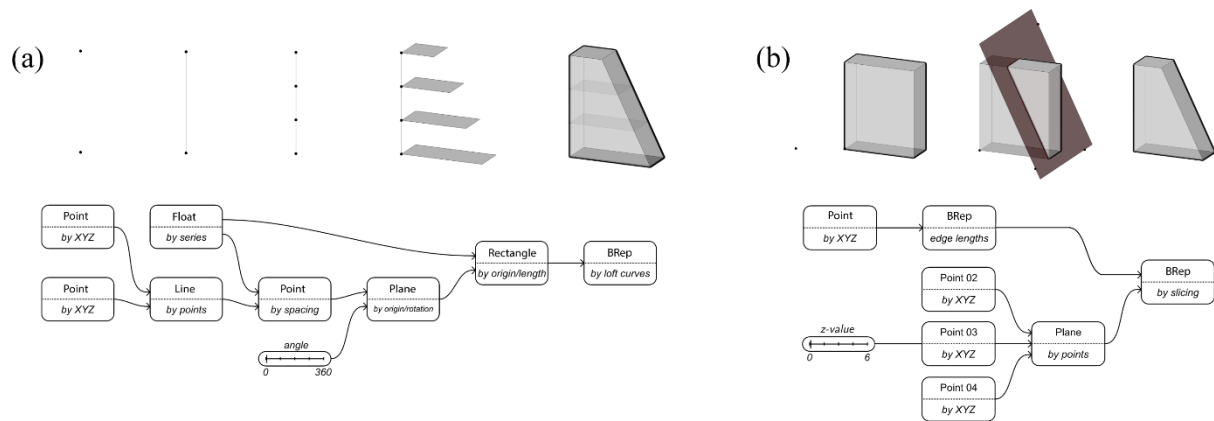 (a)
Point
by XYZ
Float
by series
Point
by XYZ
Line
by points
Point
by spacing
Plane
by origin/rotation
Rectangle
by origin/length
BRep
by loft curves
angle
0 360
(b)
Point
by XYZ
BRep
edge lengths
Point 02
by XYZ
z-value
0 6
Point 03
by XYZ
Point 04
by XYZ
Plane
by points
BRep
by slicing